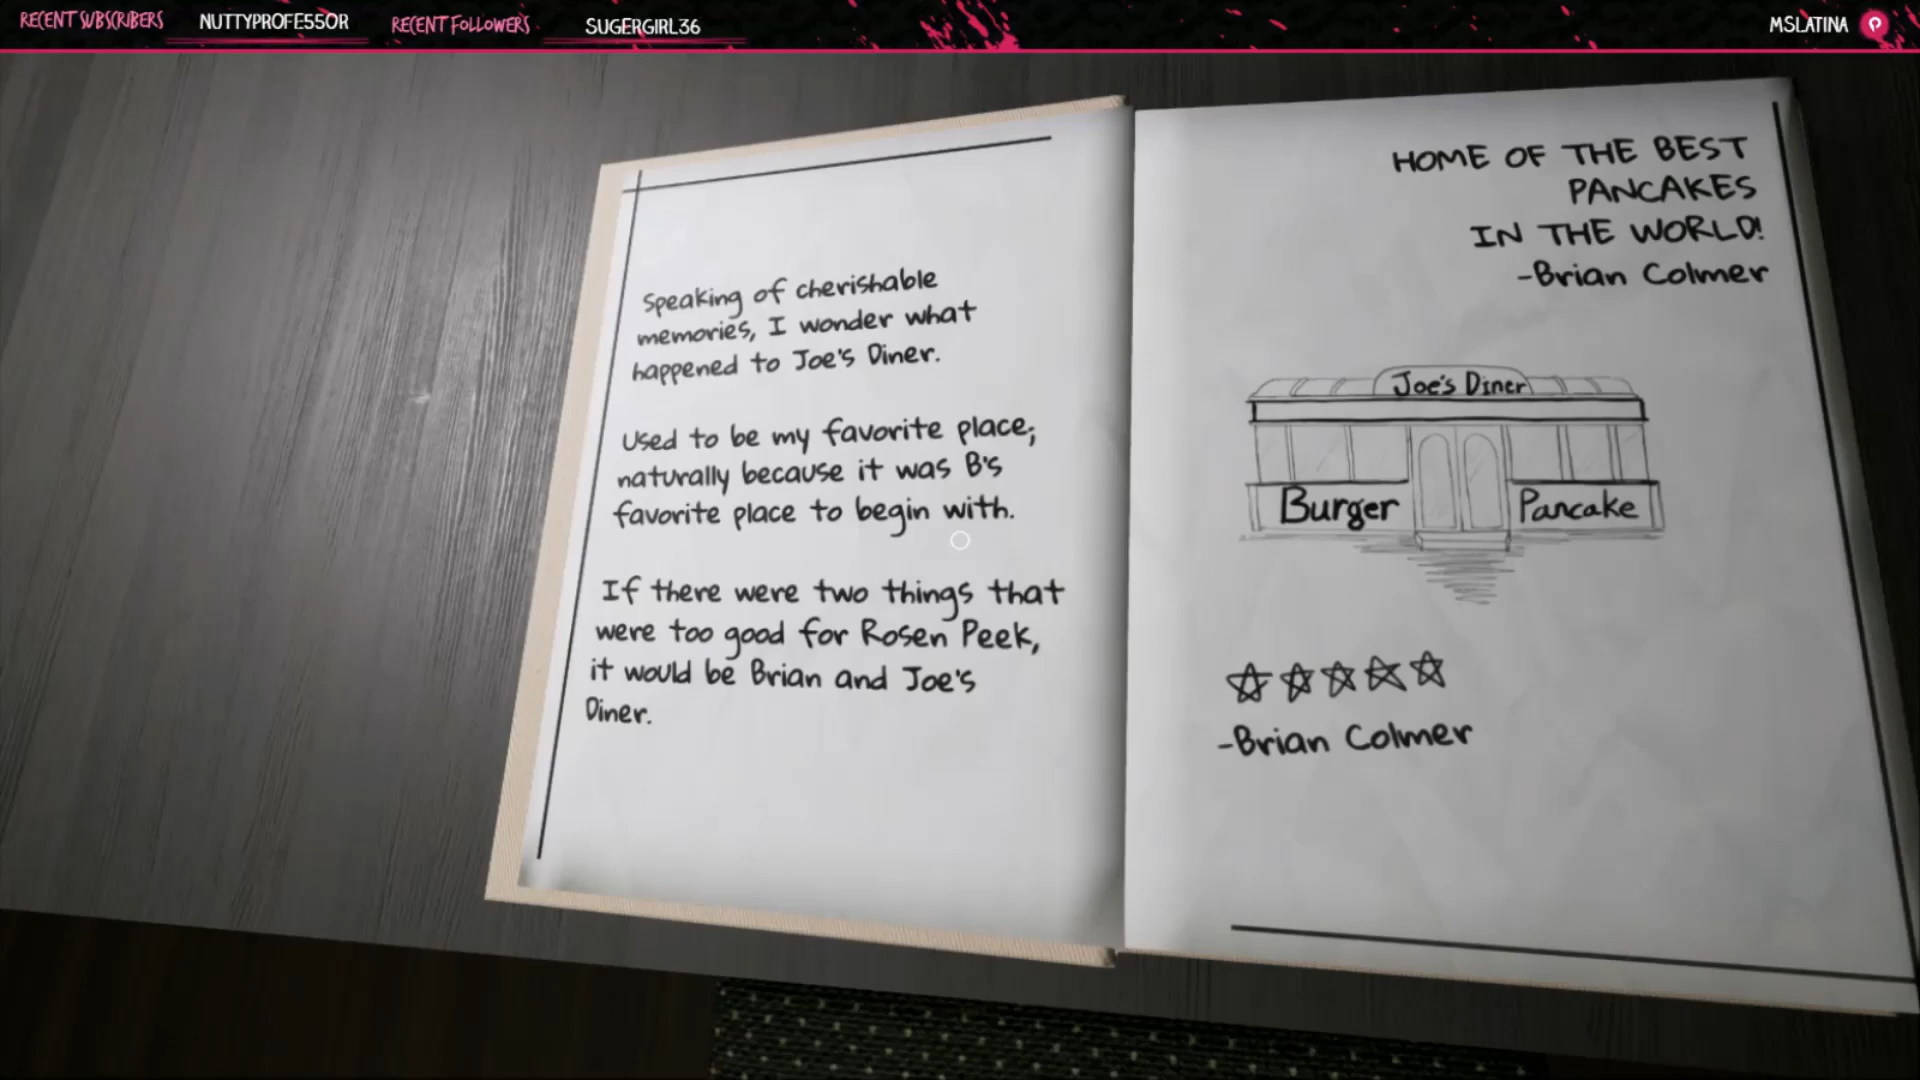 RECENT SUBSCRIBERS
NUTTYPROFE55OR
RECENT FOLLOWERS
SUGERGIRL36
MSLATINA
Speaking of cherishable
memories, I wonder what
happened to Joe's Diner.
Used to be my favorite place;
naturally because it was B's
favorite place to begin with.
If there were two things that
were too good for Rosen Peek,
it would be Brian and Joe's
Diner.
HOME OF THE BEST
PANCAKES
IN THE WORLD!
-Brian Colmer
Joe's Diner
Burger
Pancake
-Brian Colmer